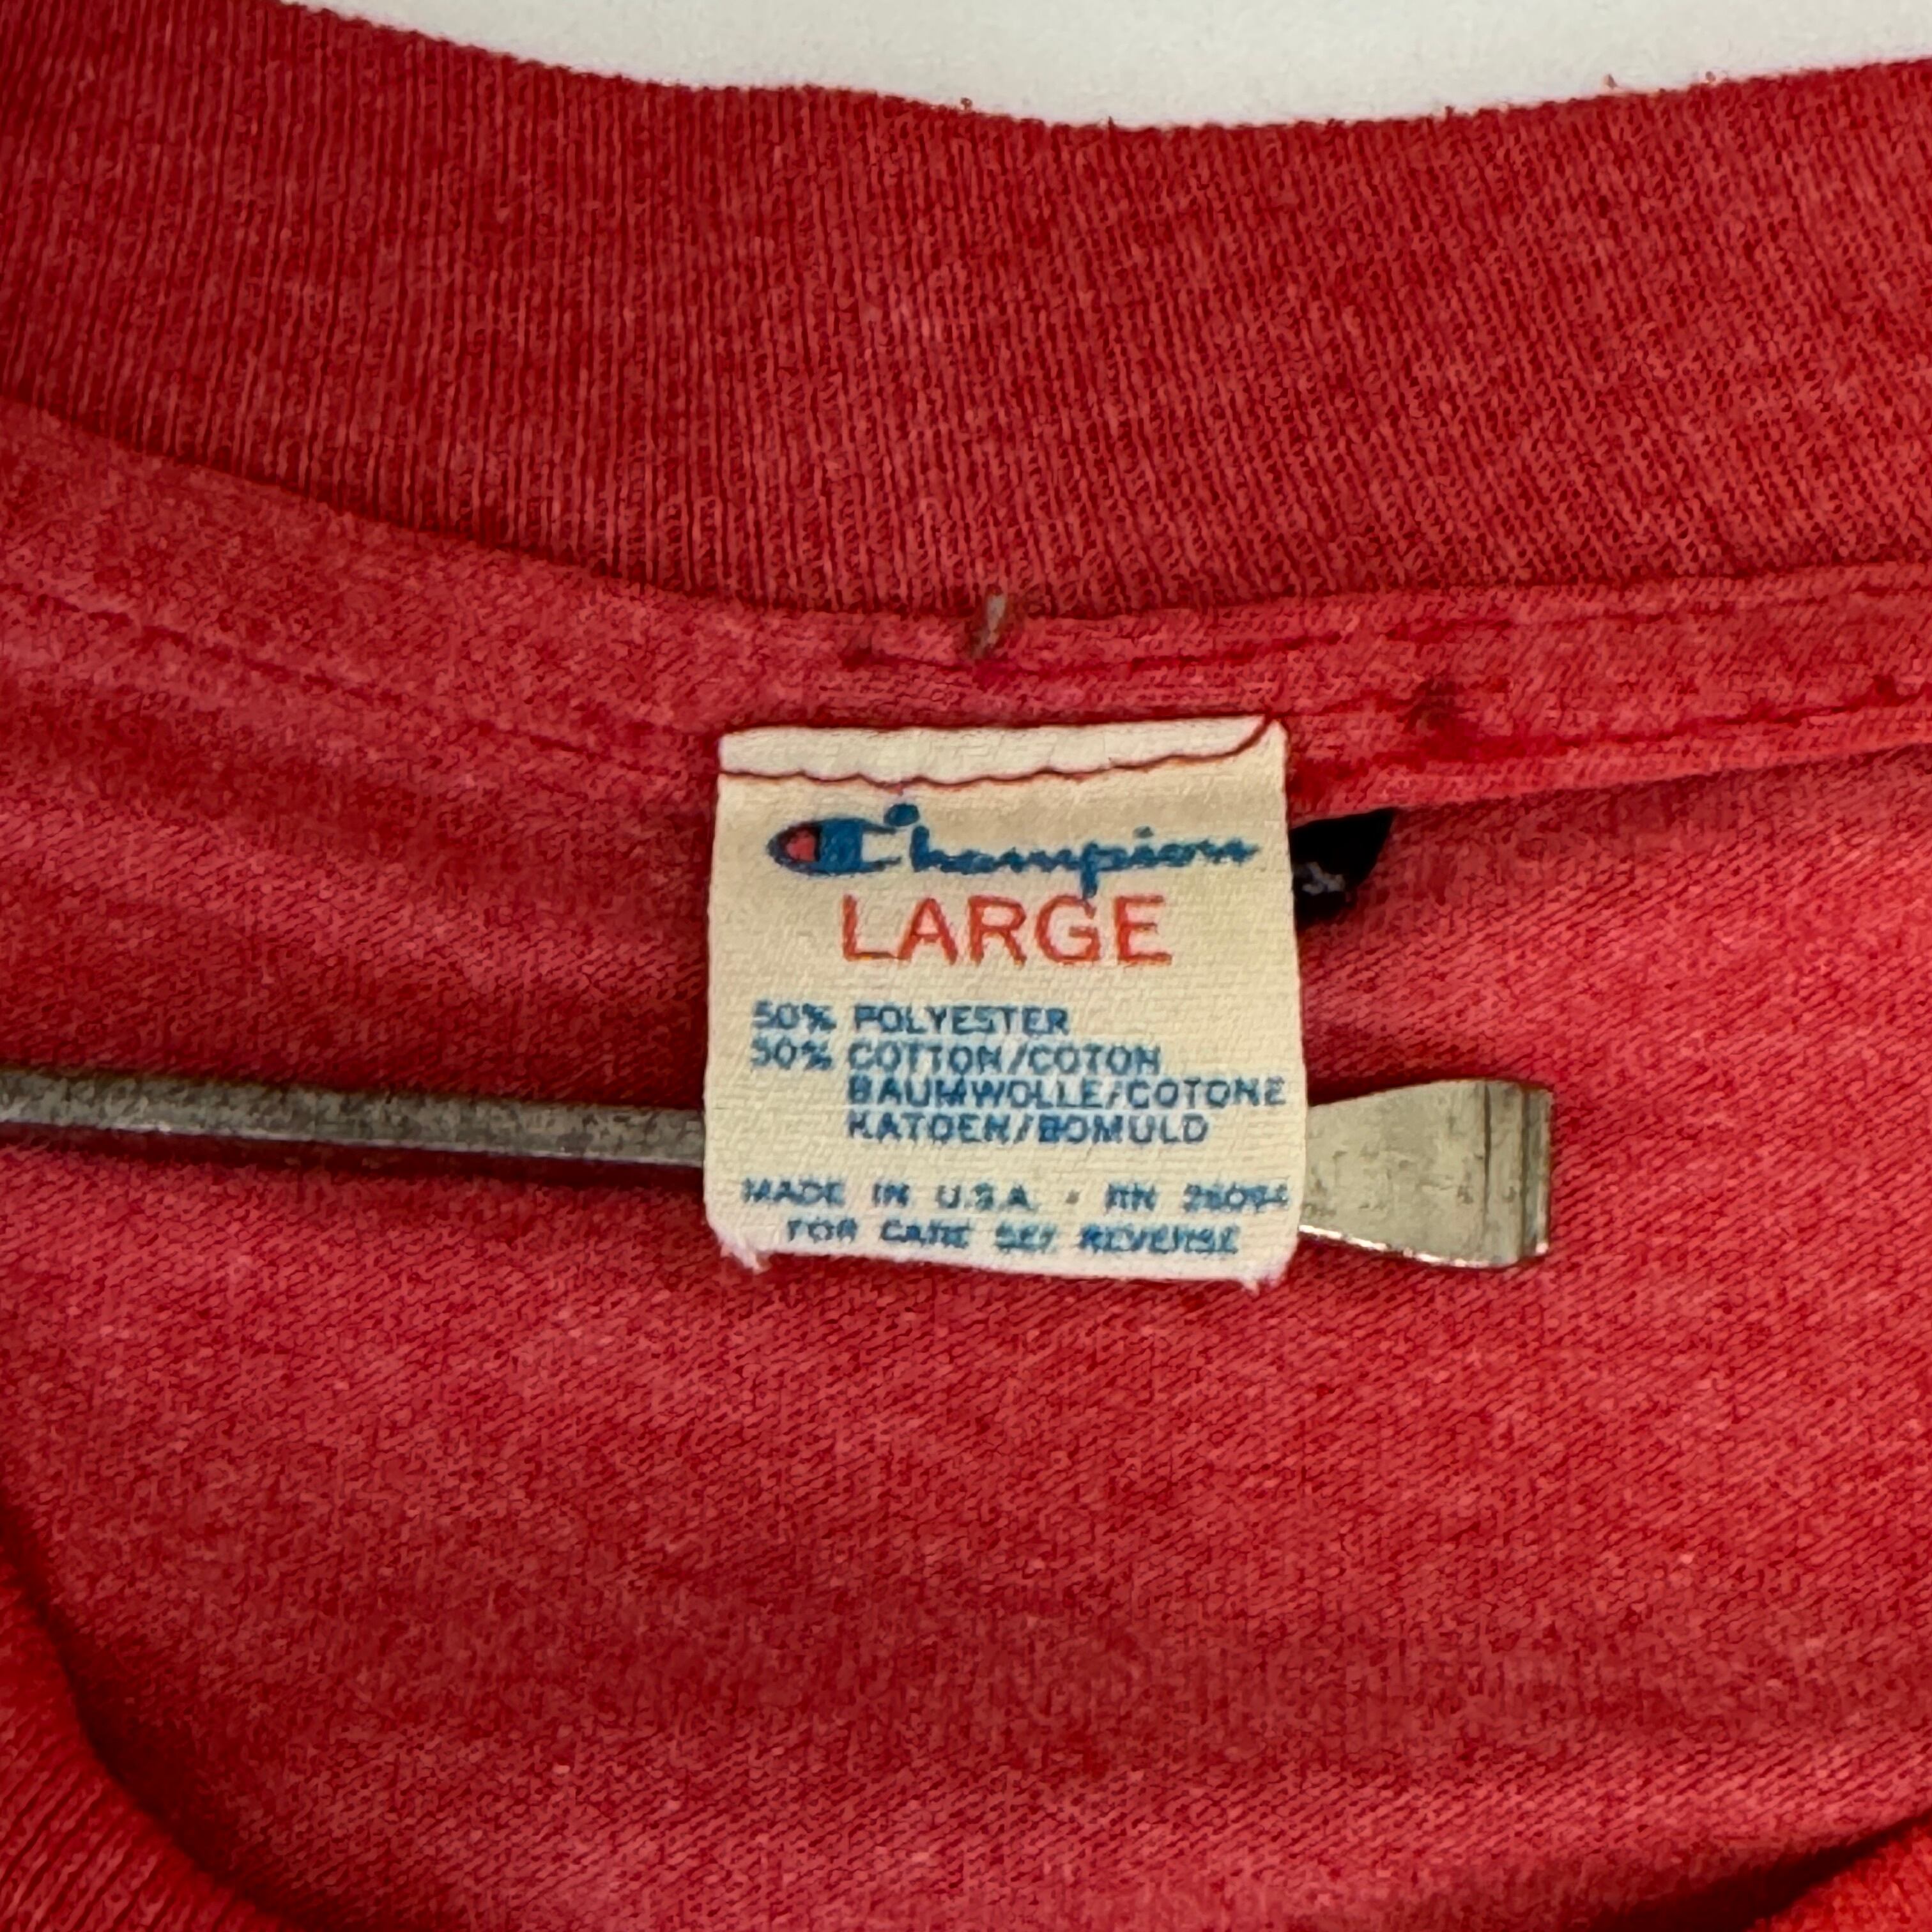 Champion
LARGE
50% POLYESTER
50% COTTON/COTON
BAUMWOLLE/COTONE
KATOEN/BOMULD
MADE IN U.S.A. • RN 26094
FOR CARE SEE REVERSE